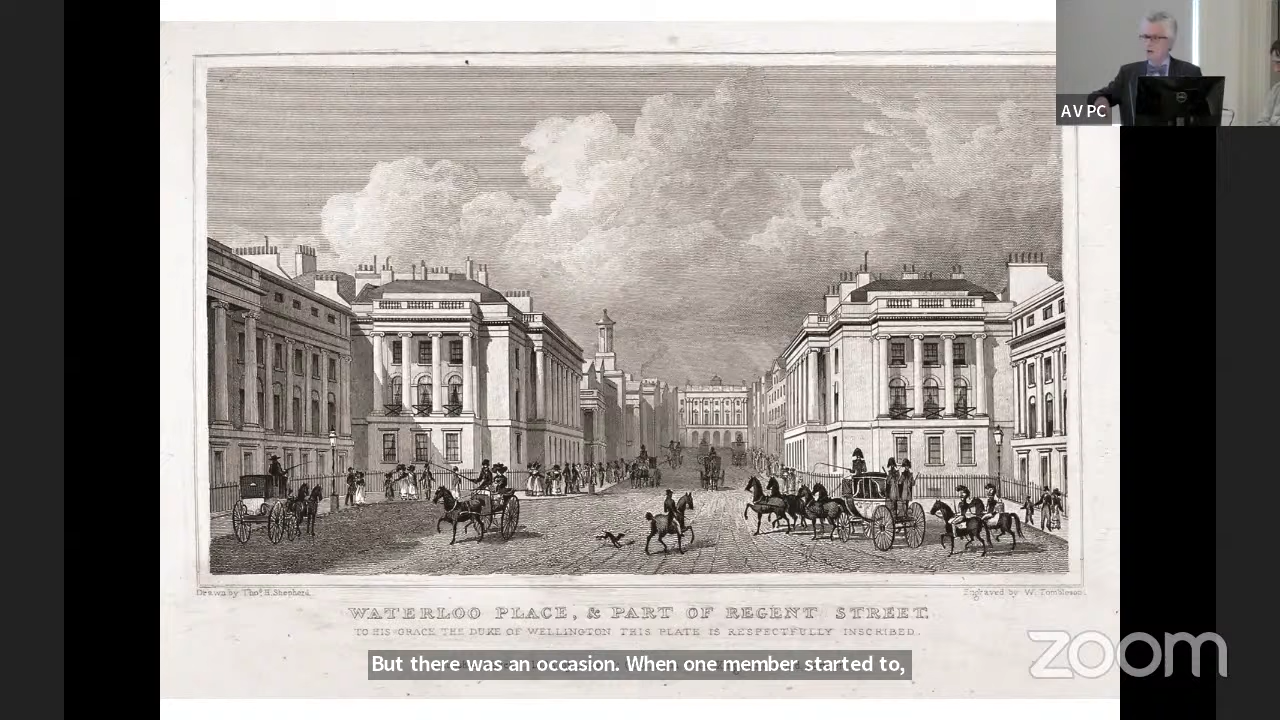 A V PC
Drawn by Thos. H. Shepherd.
Engraved by W. Tombleson.
WATERLOO PLACE, & PART OF REGENT STREET.
TO HIS GRACE THE DUKE OF WELLINGTON THIS PLATE IS RESPECTFULLY INSCRIBED.
But there was an occasion. When one member started to,
zoom